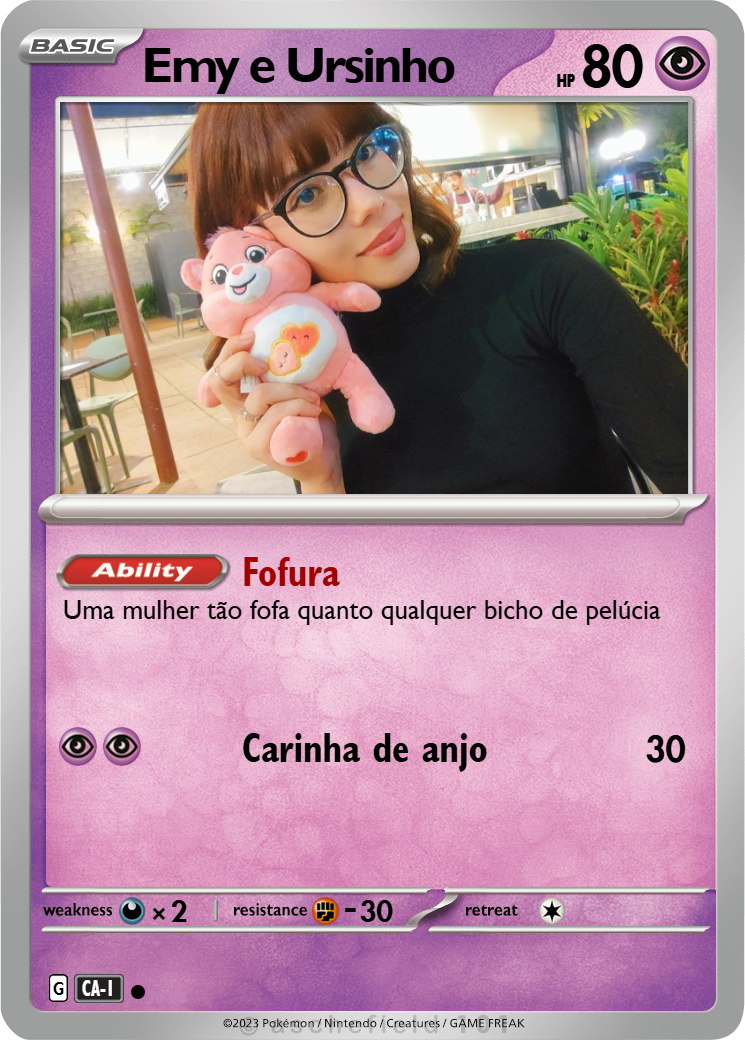 BASIC
Emy e Ursinho
HP 80
Ability Fofura
Uma mulher tão fofa quanto qualquer bicho de pelúcia
Carinha de anjo 30
weakness × 2 | resistance -30 retreat
G CA-I
©2023 Pokémon / Nintendo / Creatures / GAME FREAK